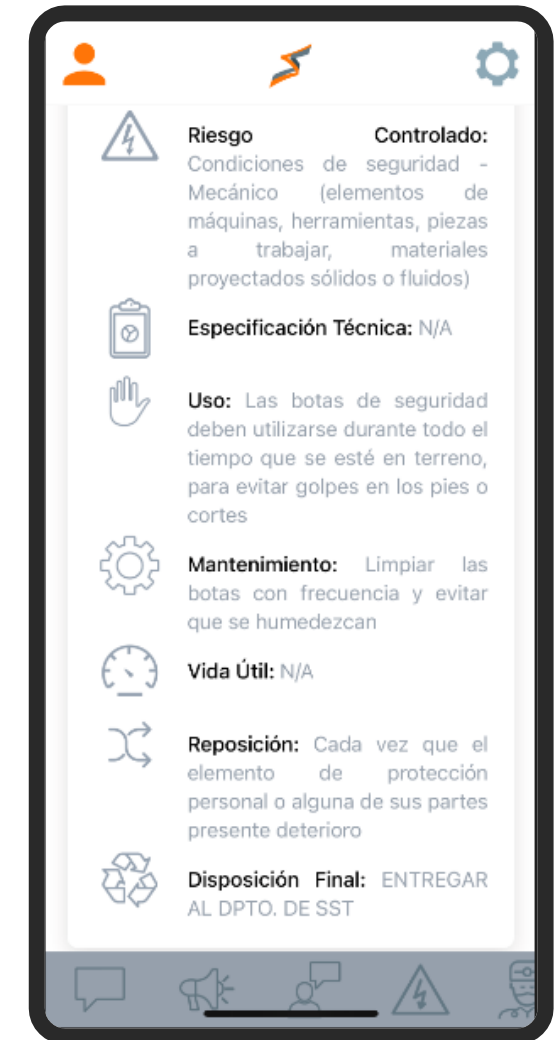 Riesgo Controlado:
Condiciones de seguridad -
Mecánico (elementos de
máquinas, herramientas, piezas
a trabajar, materiales
proyectados sólidos o fluidos)
Especificación Técnica: N/A
Uso: Las botas de seguridad
deben utilizarse durante todo el
tiempo que se esté en terreno,
para evitar golpes en los pies o
cortes
Mantenimiento: Limpiar las
botas con frecuencia y evitar
que se humedezcan
Vida Útil: N/A
Reposición: Cada vez que el
elemento de protección
personal o alguna de sus partes
presente deterioro
Disposición Final: ENTREGAR
AL DPTO. DE SST